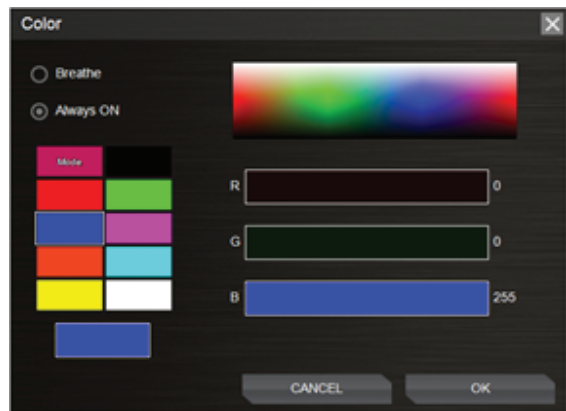 Color
Breathe
Always ON
Mode
R 0
G 0
B 255
CANCEL OK